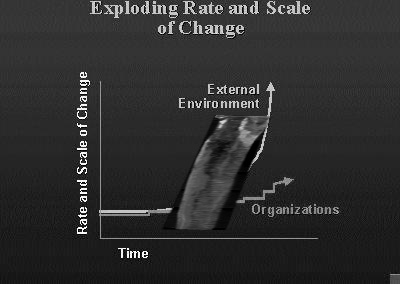 Exploding Rate and Scale
of Change
External
Environment
Rate and Scale of Change
Organizations
Time